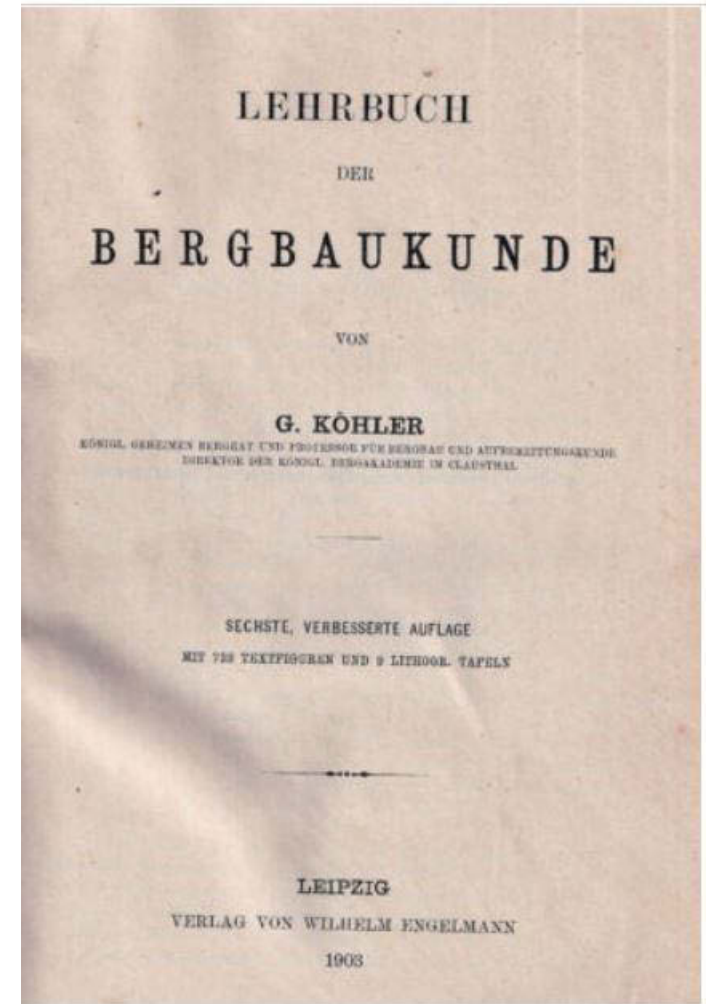 LEHRBUCH
DER
BERGBAUKUNDE
VON
G. KÖHLER
KÖNIGL. GEHEIMEN BERGRAT UND PROFESSOR FÜR BERGBAU UND AUFBEREITUNGSKUNDE
DIREKTOR DER KÖNIGL. BERGAKADEMIE IN CLAUSTHAL
SECHSTE, VERBESSERTE AUFLAGE
MIT TEXTFIGUREN UND 9 LITHOGR. TAFELN
LEIPZIG
VERLAG VON WILHELM ENGELMANN
1903